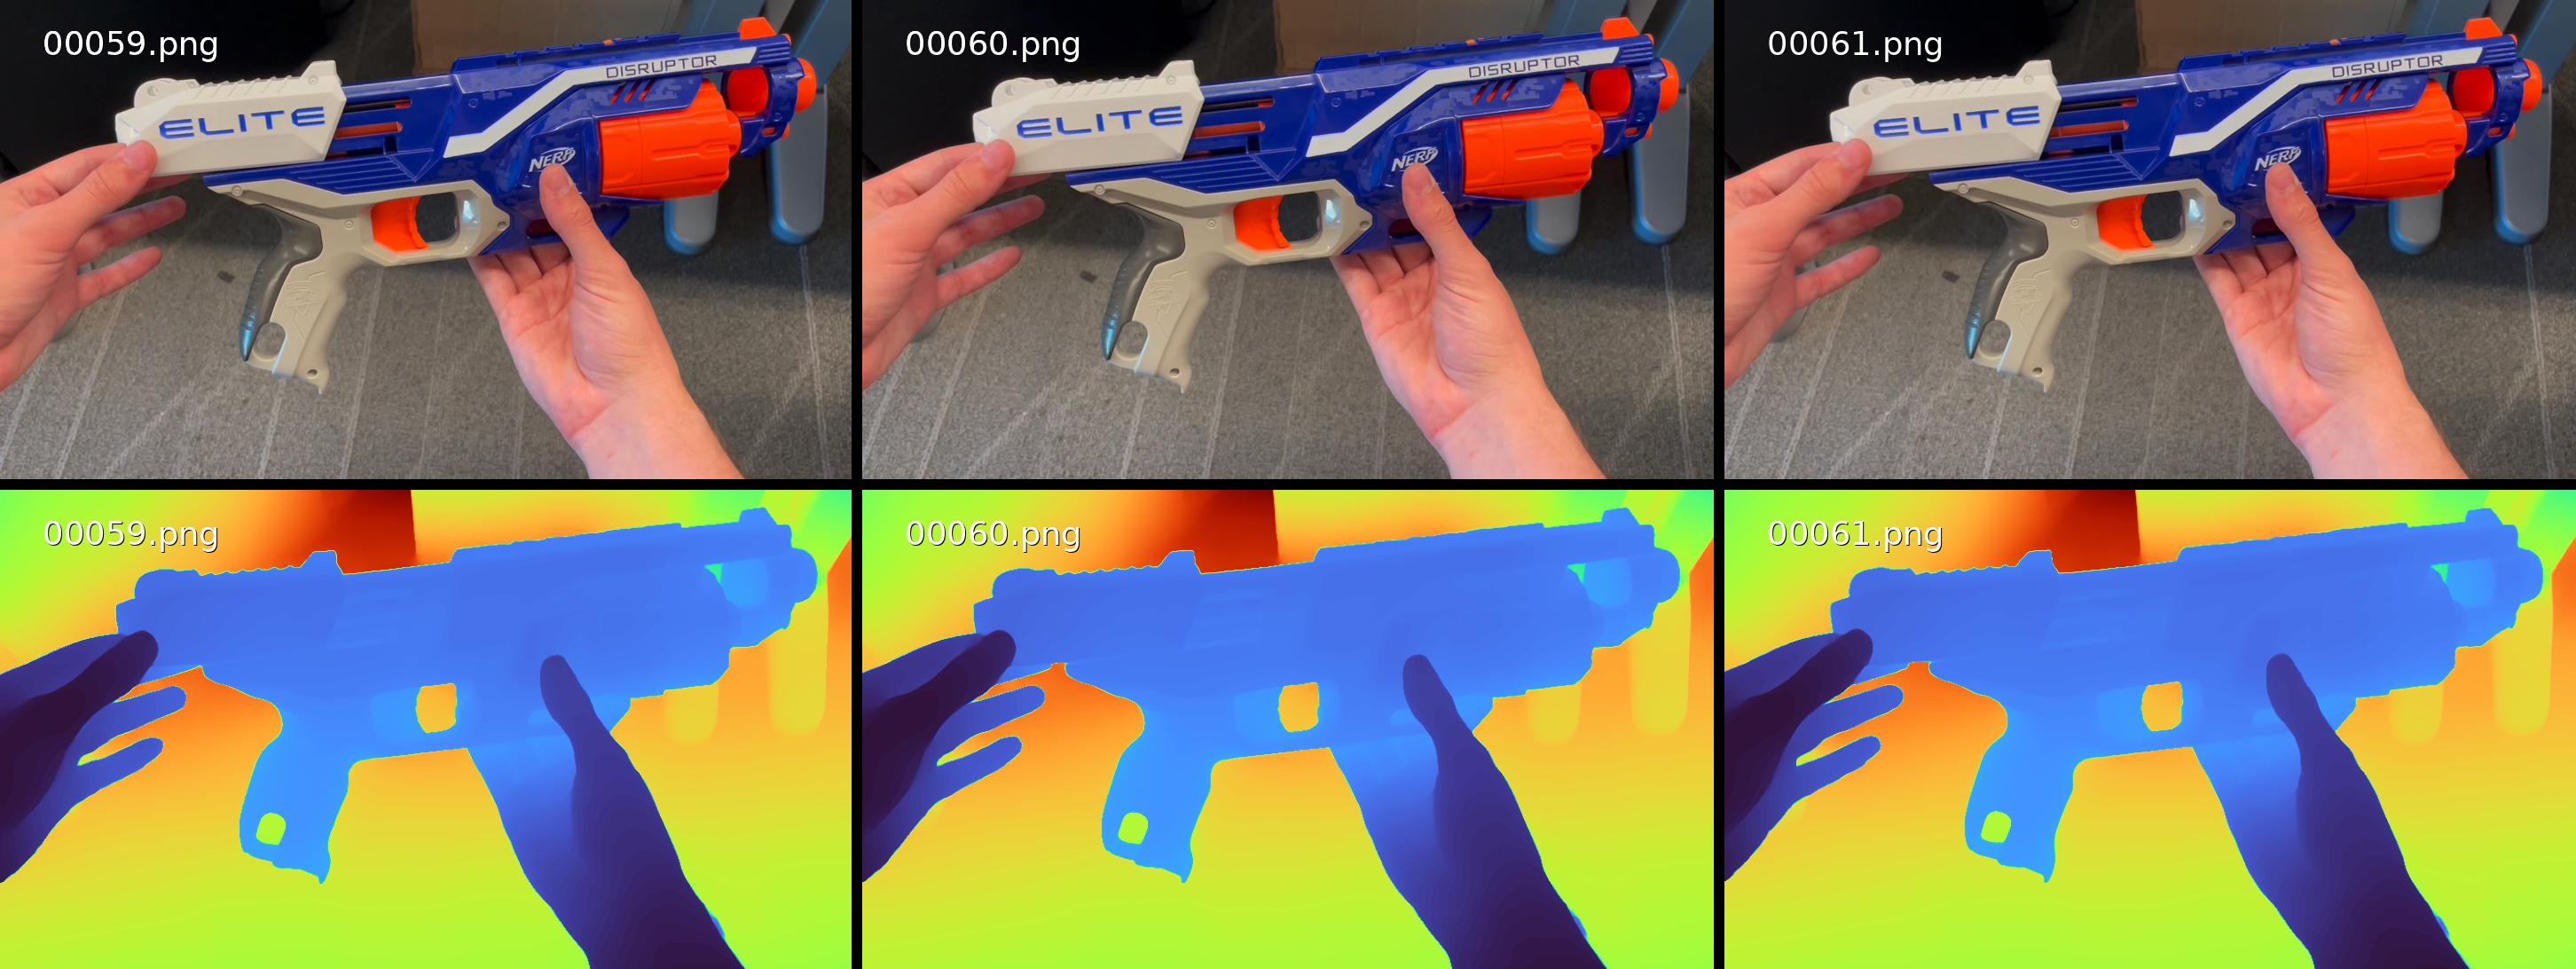 00059.png
DISRUPTOR
ELITE
NERF
00060.png
DISRUPTOR
ELITE
NERF
00061.png
DISRUPTOR
ELITE
NERF
00059.png
00060.png
00061.png